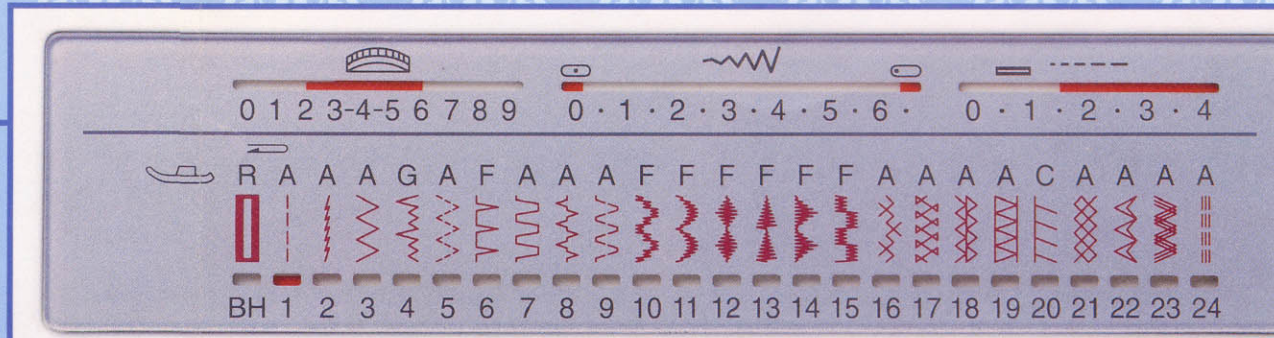 0 1 2 3-4-5 6 7 8 9 0 · 1 · 2 · 3 · 4 · 5 · 6 · 0 · 1 · 2 · 3 · 4
R A A A G A F A A A F F F F F F A A A A C A A A A
BH 1 2 3 4 5 6 7 8 9 10 11 12 13 14 15 16 17 18 19 20 21 22 23 24